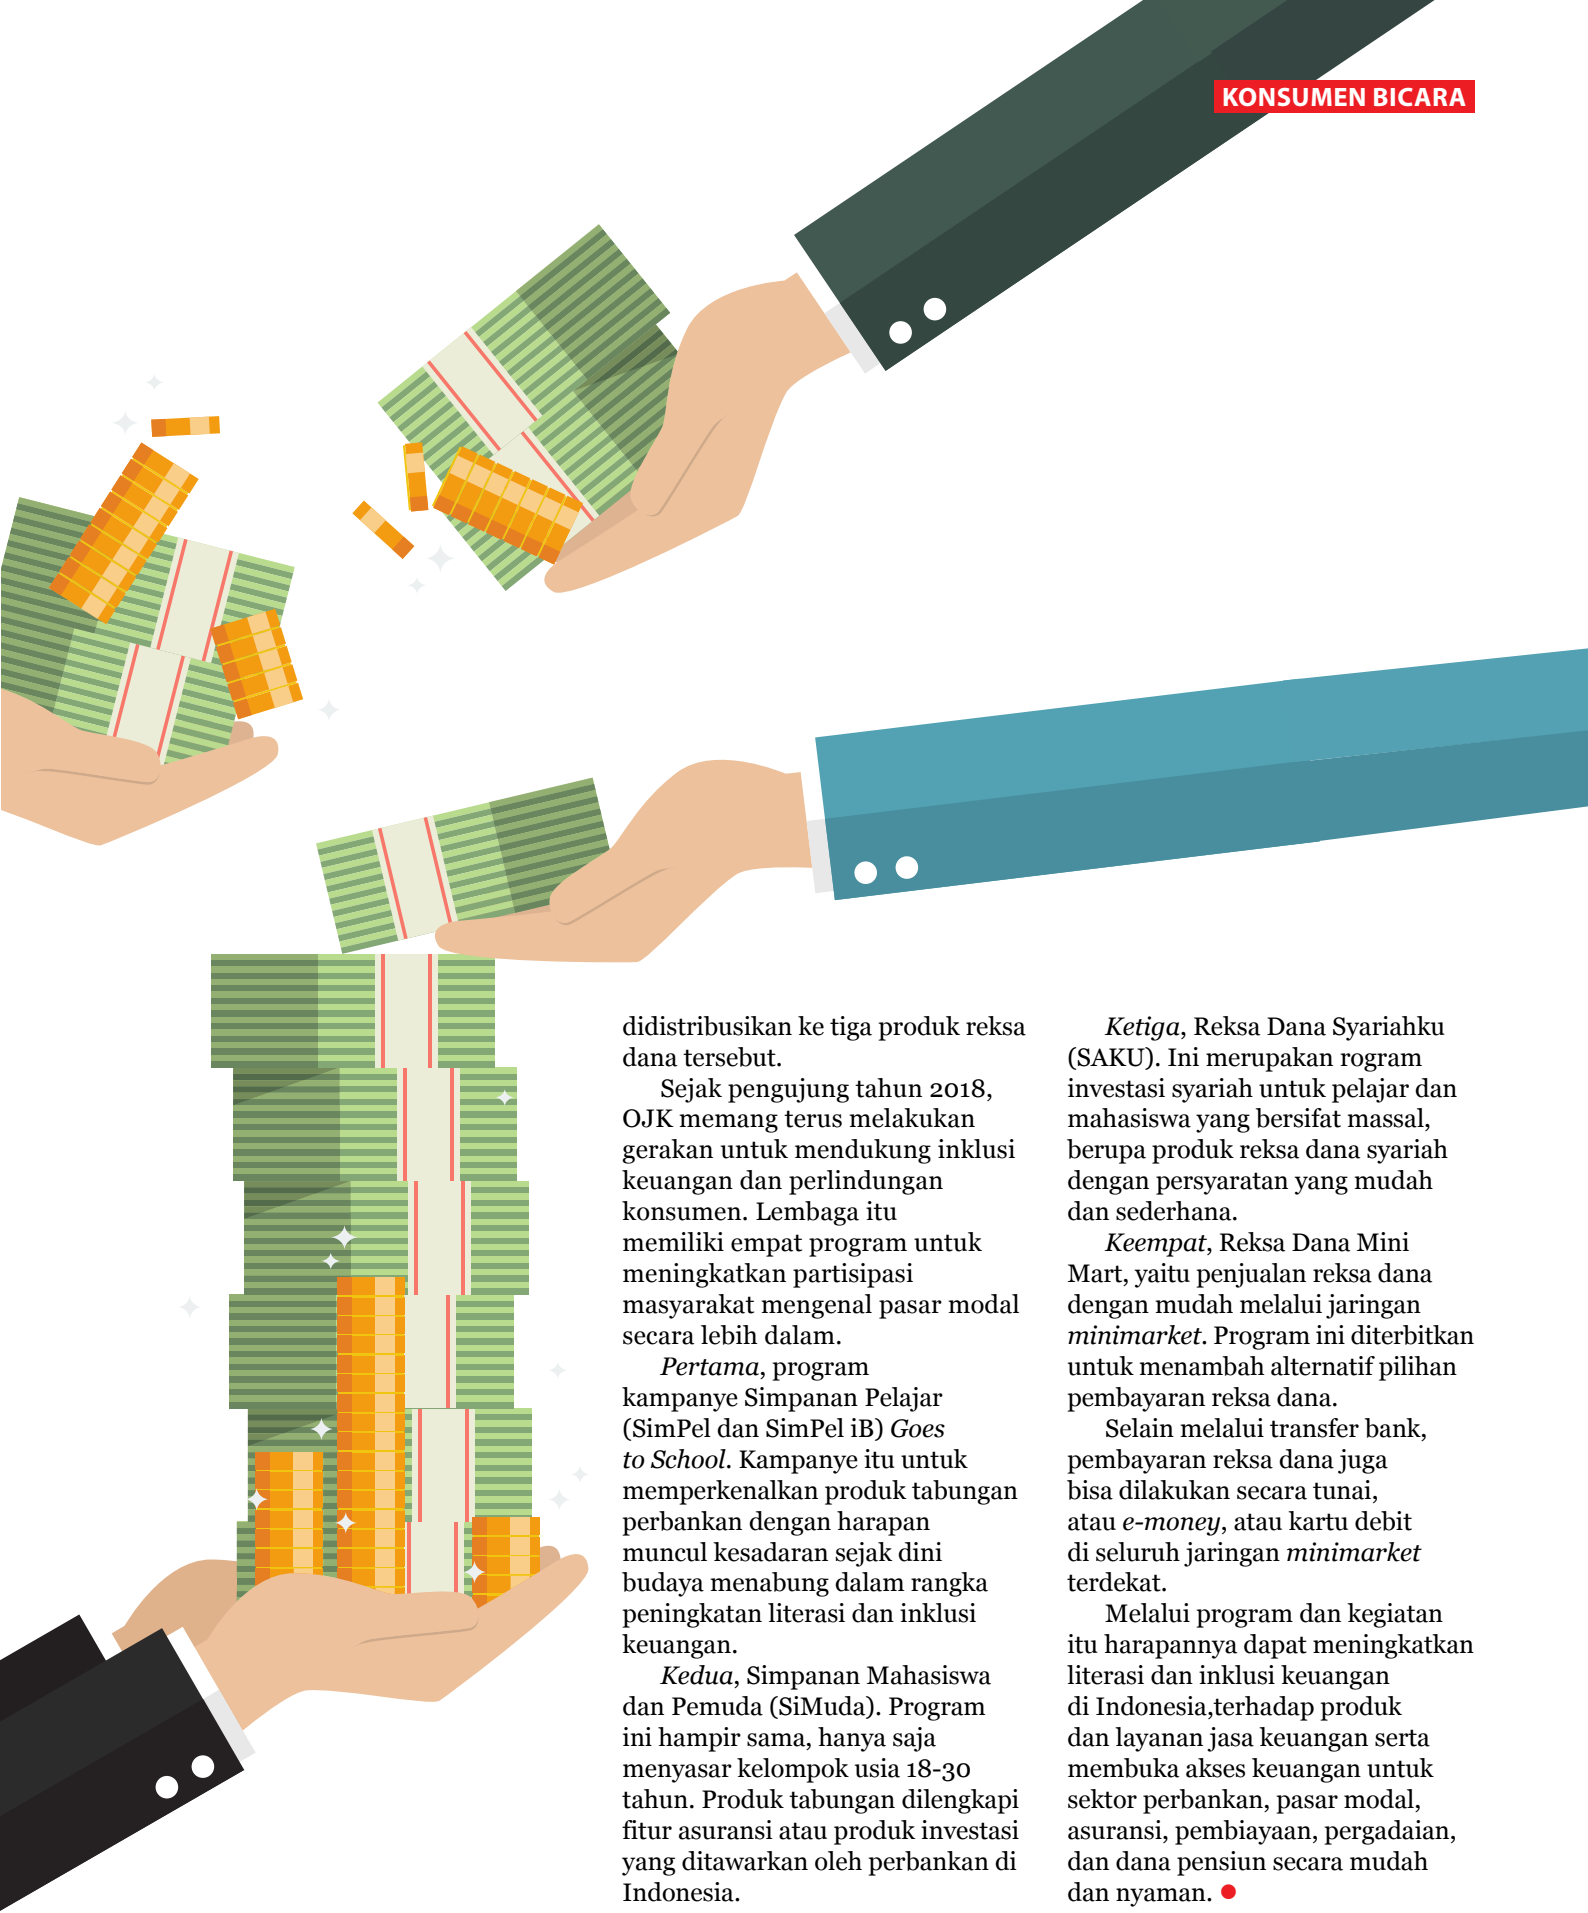 KONSUMEN BICARA
didistribusikan ke tiga produk reksa
dana tersebut.
Sejak pengujung tahun 2018,
OJK memang terus melakukan
gerakan untuk mendukung inklusi
keuangan dan perlindungan
konsumen. Lembaga itu
memiliki empat program untuk
meningkatkan partisipasi
masyarakat mengenal pasar modal
secara lebih dalam.
Pertama, program
kampanye Simpanan Pelajar
(SimPel dan SimPel iB) Goes
to School. Kampanye itu untuk
memperkenalkan produk tabungan
perbankan dengan harapan
muncul kesadaran sejak dini
budaya menabung dalam rangka
peningkatan literasi dan inklusi
keuangan.
Kedua, Simpanan Mahasiswa
dan Pemuda (SiMuda). Program
ini hampir sama, hanya saja
menyasar kelompok usia 18-30
tahun. Produk tabungan dilengkapi
fitur asuransi atau produk investasi
yang ditawarkan oleh perbankan di
Indonesia.
Ketiga, Reksa Dana Syariahku
(SAKU). Ini merupakan rogram
investasi syariah untuk pelajar dan
mahasiswa yang bersifat massal,
berupa produk reksa dana syariah
dengan persyaratan yang mudah
dan sederhana.
Keempat, Reksa Dana Mini
Mart, yaitu penjualan reksa dana
dengan mudah melalui jaringan
minimarket. Program ini diterbitkan
untuk menambah alternatif pilihan
pembayaran reksa dana.
Selain melalui transfer bank,
pembayaran reksa dana juga
bisa dilakukan secara tunai,
atau e-money, atau kartu debit
di seluruh jaringan minimarket
terdekat.
Melalui program dan kegiatan
itu harapannya dapat meningkatkan
literasi dan inklusi keuangan
di Indonesia,terhadap produk
dan layanan jasa keuangan serta
membuka akses keuangan untuk
sektor perbankan, pasar modal,
asuransi, pembiayaan, pergadaian,
dan dana pensiun secara mudah
dan nyaman. ●